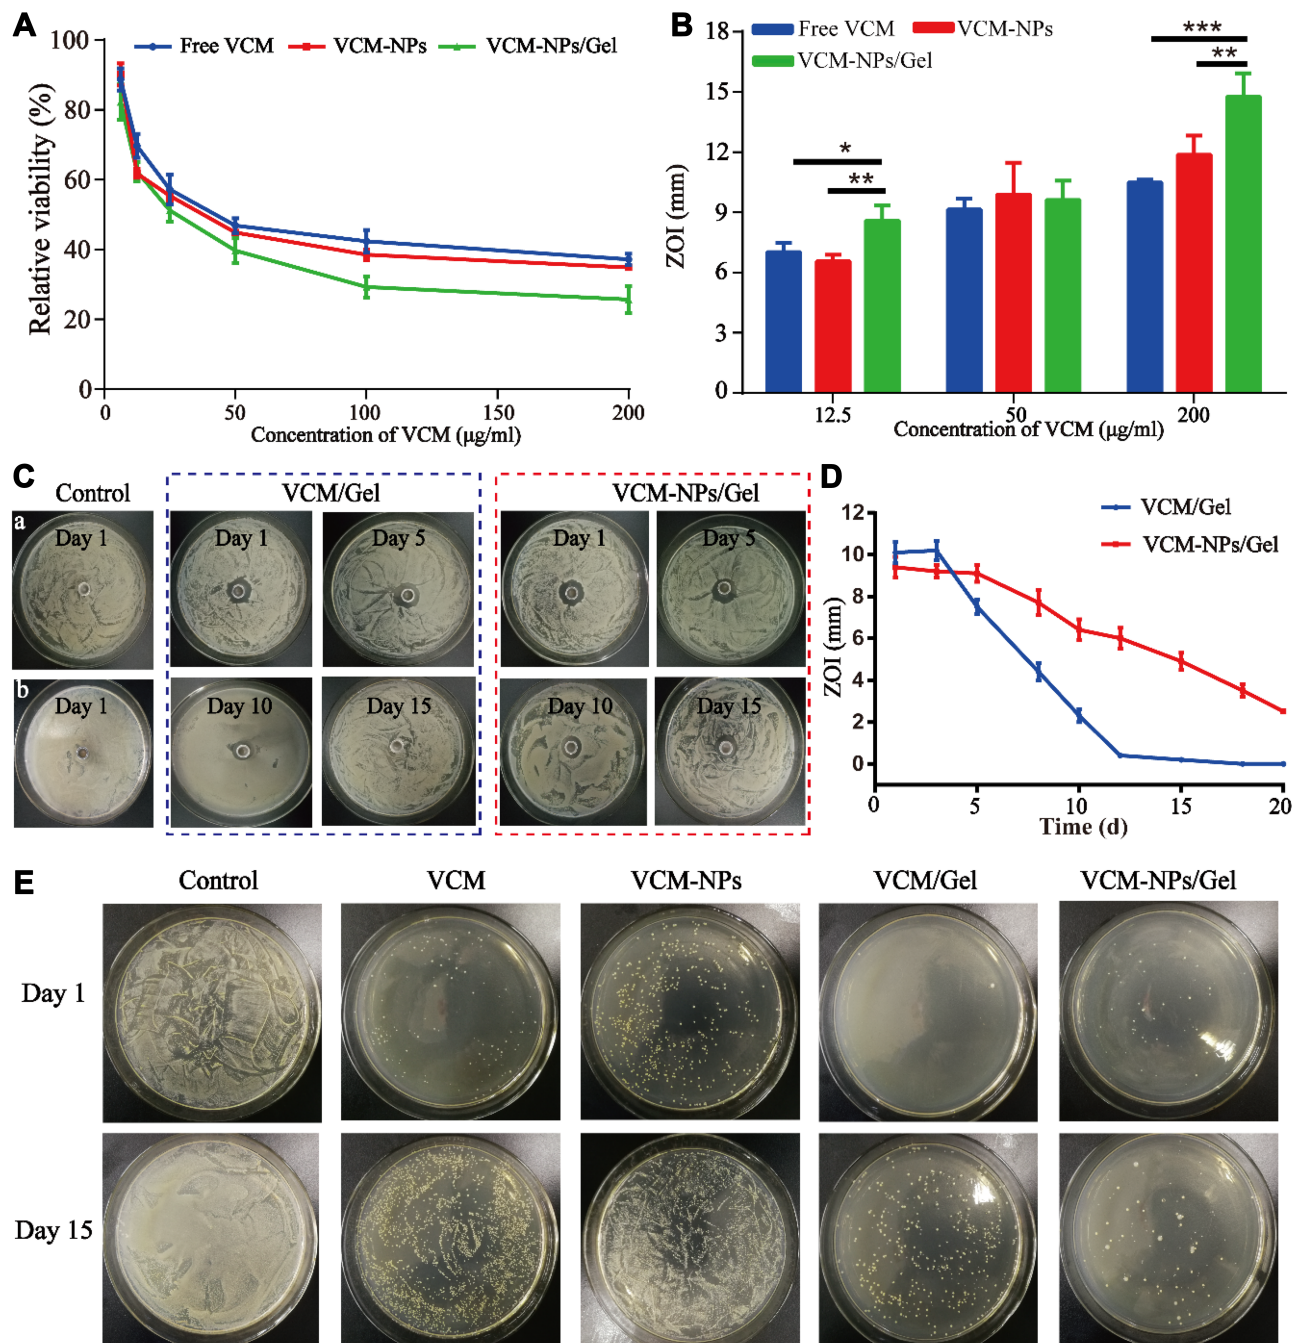 A
Free VCM
VCM-NPs
VCM-NPs/Gel
100
80
60
40
20
0
Relative viability (%)
0
50
100
150
200
Concentration of VCM (μg/ml)
B
Free VCM
VCM-NPs
VCM-NPs/Gel
18
15
12
9
6
3
0
ZOI (mm)
*
**
***
**
12.5
50
200
Concentration of VCM (μg/ml)
C
Control
VCM/Gel
VCM-NPs/Gel
a
Day 1
Day 1
Day 5
Day 1
Day 5
b
Day 1
Day 10
Day 15
Day 10
Day 15
D
VCM/Gel
VCM-NPs/Gel
12
10
8
6
4
2
0
ZOI (mm)
0
5
10
15
20
Time (d)
E
Control
VCM
VCM-NPs
VCM/Gel
VCM-NPs/Gel
Day 1
Day 15